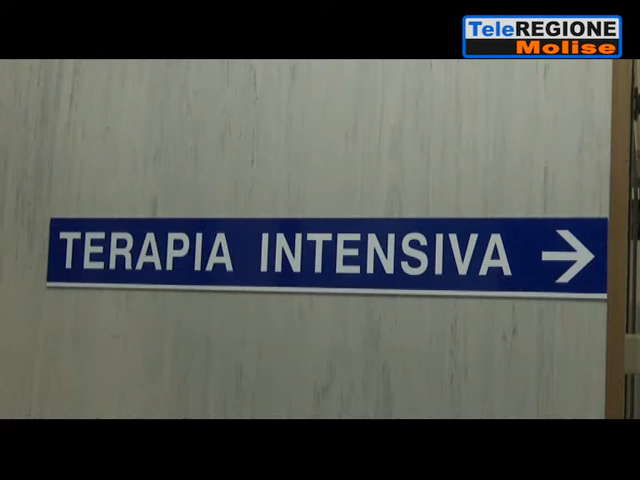 TeleREGIONE
Molise
TERAPIA INTENSIVA →